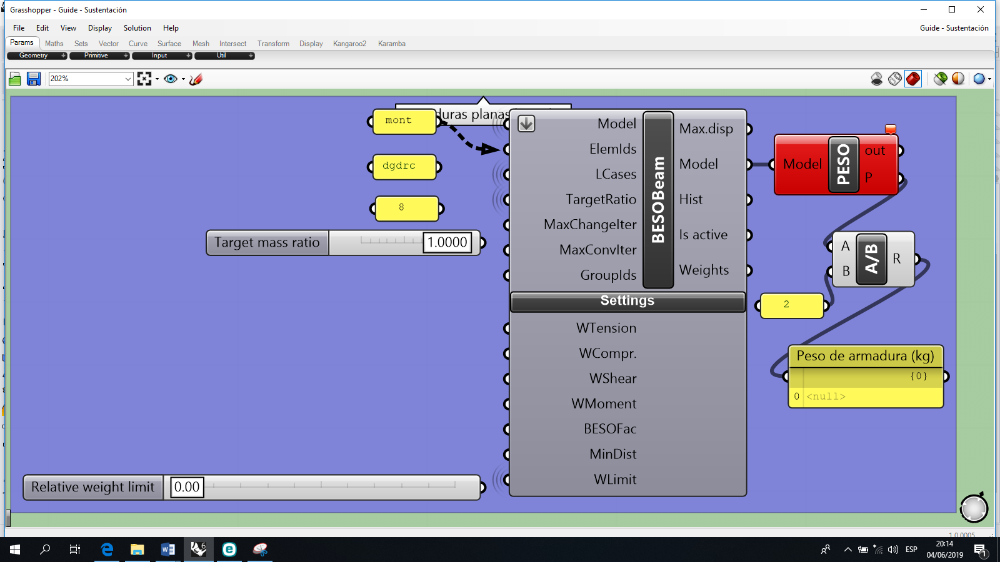 Grasshopper - Guide - Sustentación
File Edit View Display Solution Help
Guide - Sustentación
Params Maths Sets Vector Curve Surface Mesh Intersect Transform Display Kangaroo2 Karamba
Geometry Primitive Input Util
202%
duras planas
mont
dgdrc
8
Target mass ratio 1.0000
Relative weight limit 0.00
Model
ElemIds
LCases
TargetRatio
MaxChangeIter
MaxConvIter
GroupIds
BESOBeam
Max.disp
Model
Hist
Is active
Weights
Settings
WTension
WCompr.
WShear
WMoment
BESOFac
MinDist
WLimit
Model
PESO
out
P
A
B
A/B
R
2
Peso de armadura (kg)
{0}
0 <null>
1.0.0005
6
ESP
20:14
04/06/2019
1